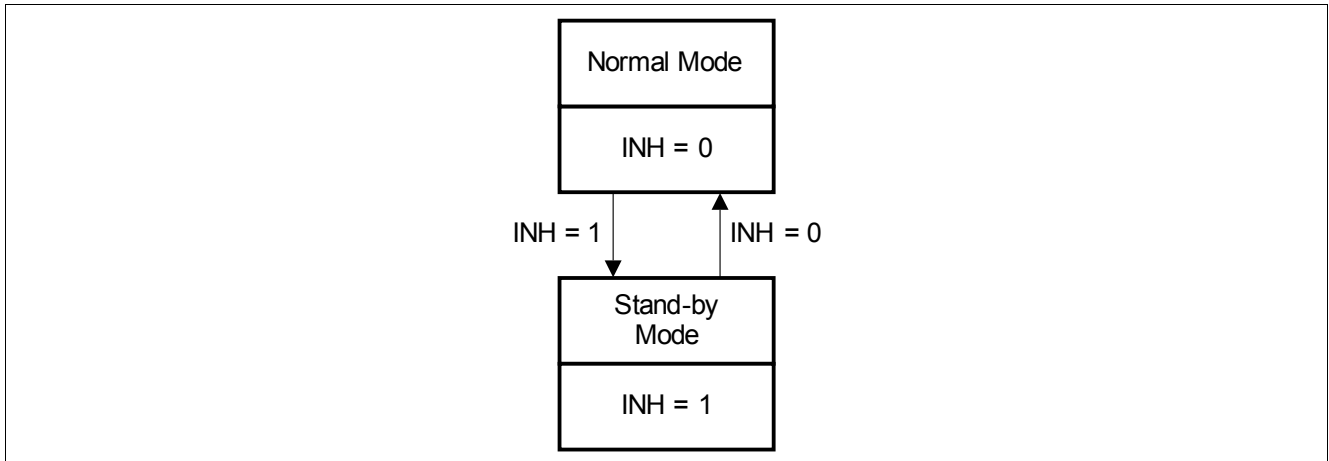 Normal Mode
INH = 0
INH = 1
INH = 0
Stand-by
Mode
INH = 1